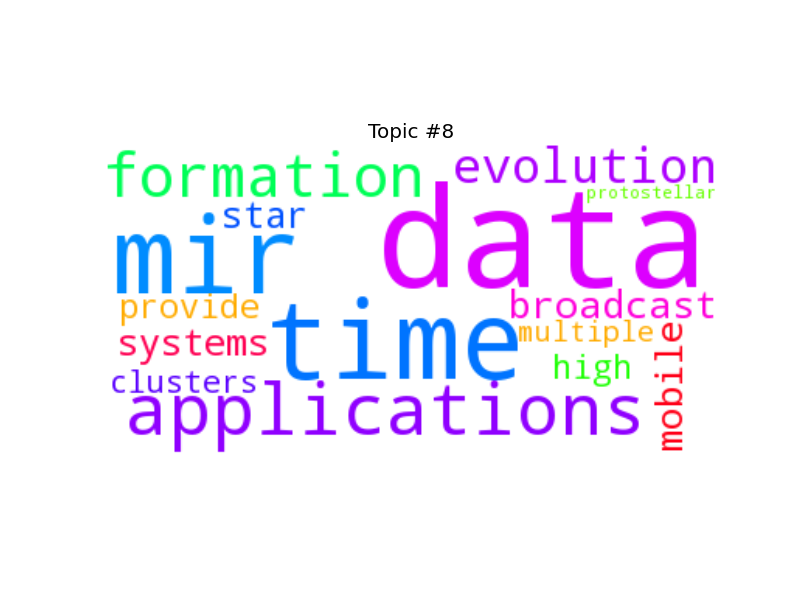 Topic #8
formation
evolution
protostellar
star
data
mir
provide
broadcast
time
multiple
systems
high
mobile
clusters
applications